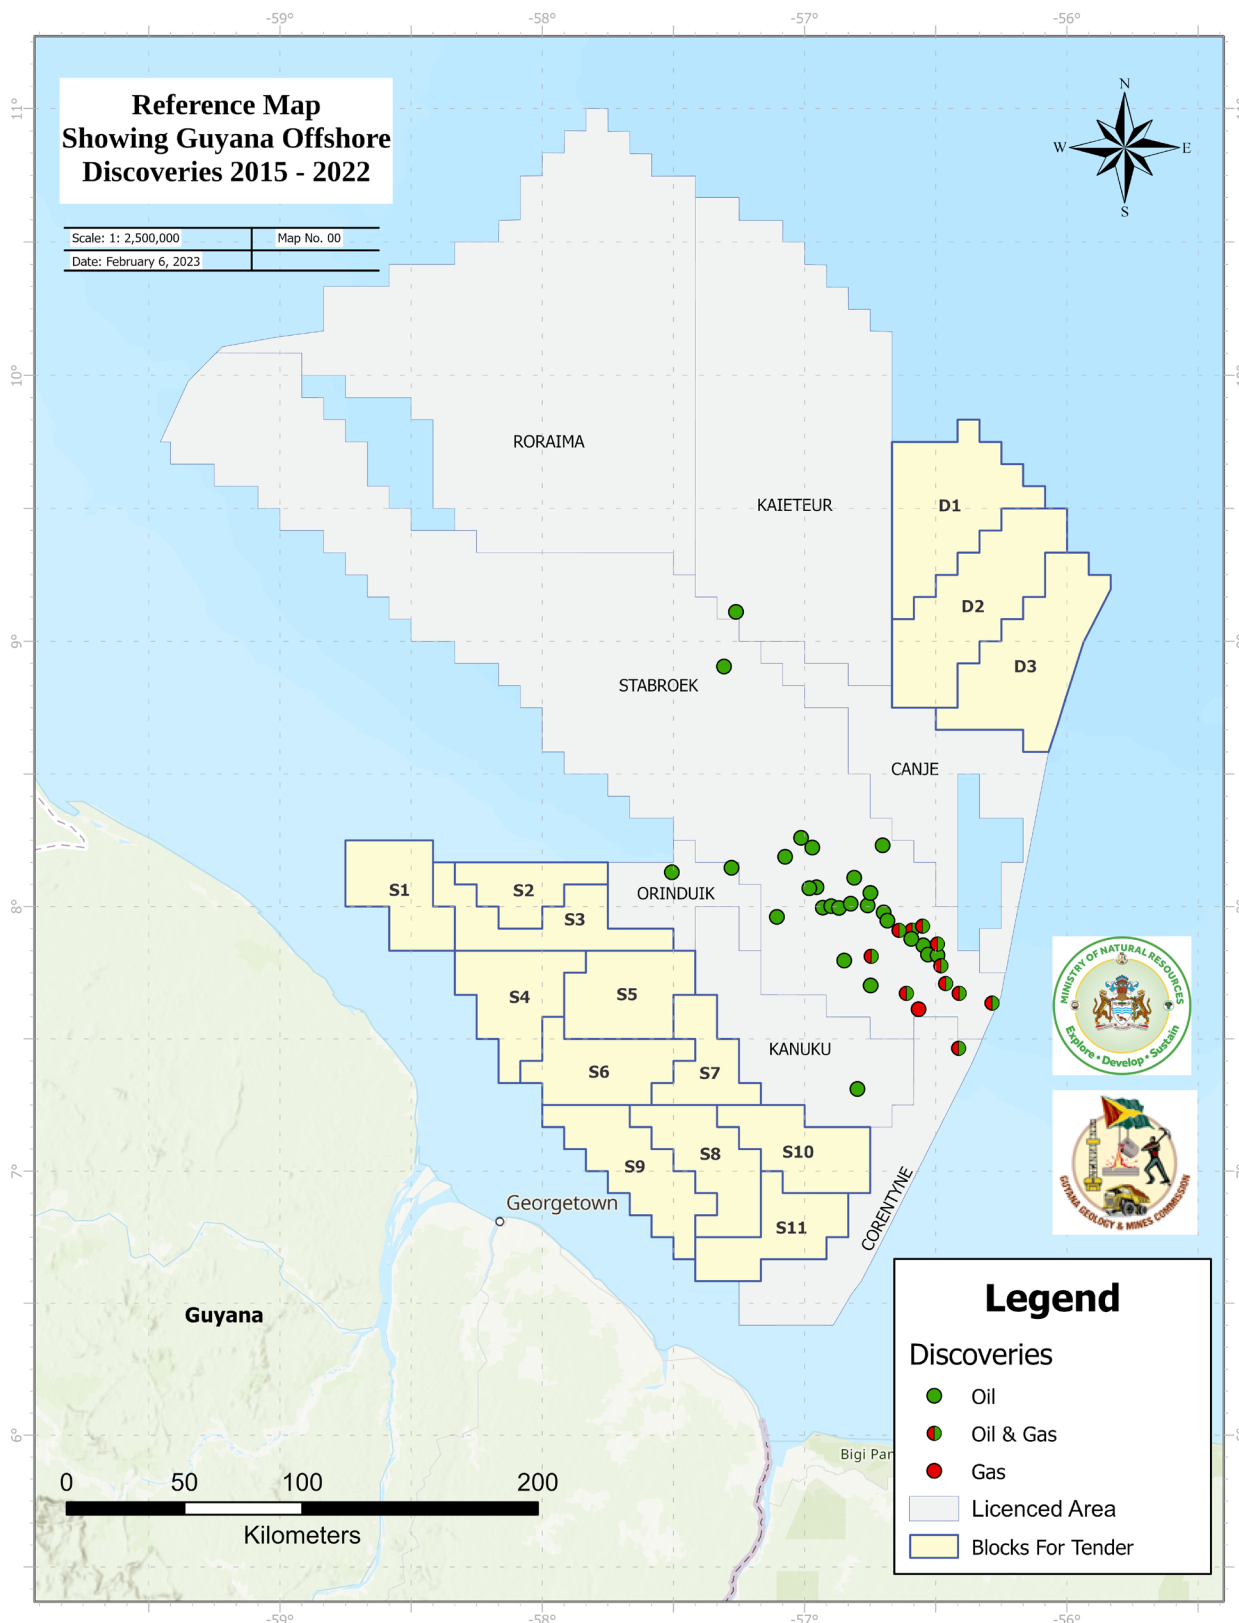 -59°
-58°
-57°
-56°
11°
10°
9°
8°
7°
6°
Reference Map
Showing Guyana Offshore
Discoveries 2015 - 2022
Scale: 1: 2,500,000
Map No. 00
Date: February 6, 2023
N
W
E
S
RORAIMA
KAIETEUR
D1
D2
D3
STABROEK
CANJE
S1
S2
S3
ORINDUIK
S4
S5
KANUKU
S6
S7
S8
S9
S10
S11
CORENTYNE
Georgetown
Guyana
Bigi Pan
MINISTRY OF NATURAL RESOURCES
Explore • Develop • Sustain
GUYANA GEOLOGY & MINES COMMISSION
Legend
Discoveries
Oil
Oil & Gas
Gas
Licenced Area
Blocks For Tender
0
50
100
200
Kilometers
-59°
-58°
-57°
-56°